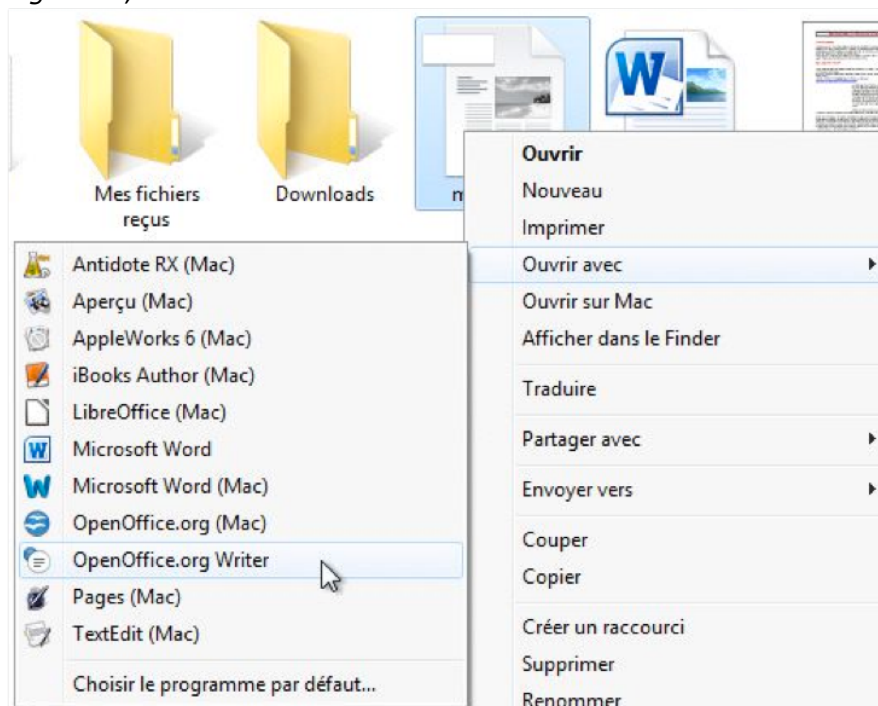 Mes fichiers
reçus
Downloads
Ouvrir
Nouveau
Imprimer
Ouvrir avec
Ouvrir sur Mac
Afficher dans le Finder
Traduire
Partager avec
Envoyer vers
Couper
Copier
Créer un raccourci
Supprimer
Renommer
Antidote RX (Mac)
Aperçu (Mac)
AppleWorks 6 (Mac)
iBooks Author (Mac)
LibreOffice (Mac)
Microsoft Word
Microsoft Word (Mac)
OpenOffice.org (Mac)
OpenOffice.org Writer
Pages (Mac)
TextEdit (Mac)
Choisir le programme par défaut...